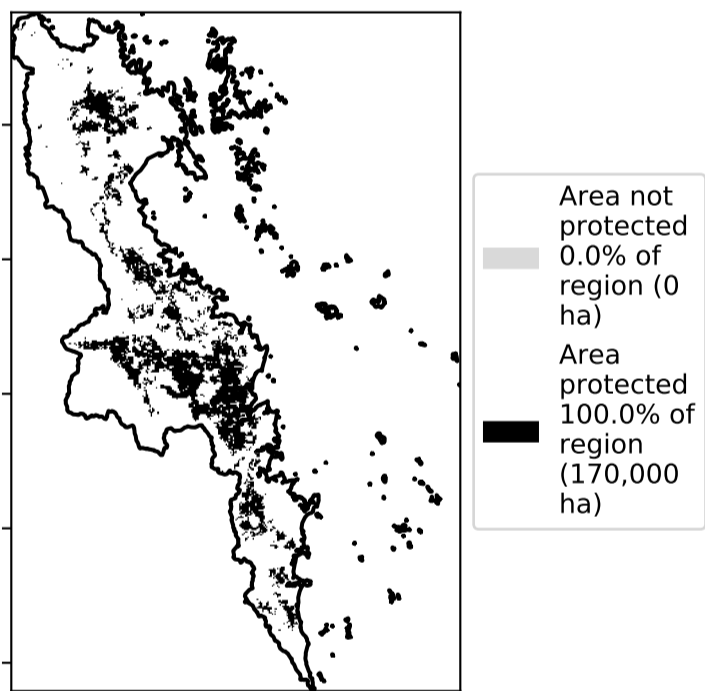 Area not
protected
0.0% of
region (0
ha)
Area
protected
100.0% of
region
(170,000
ha)